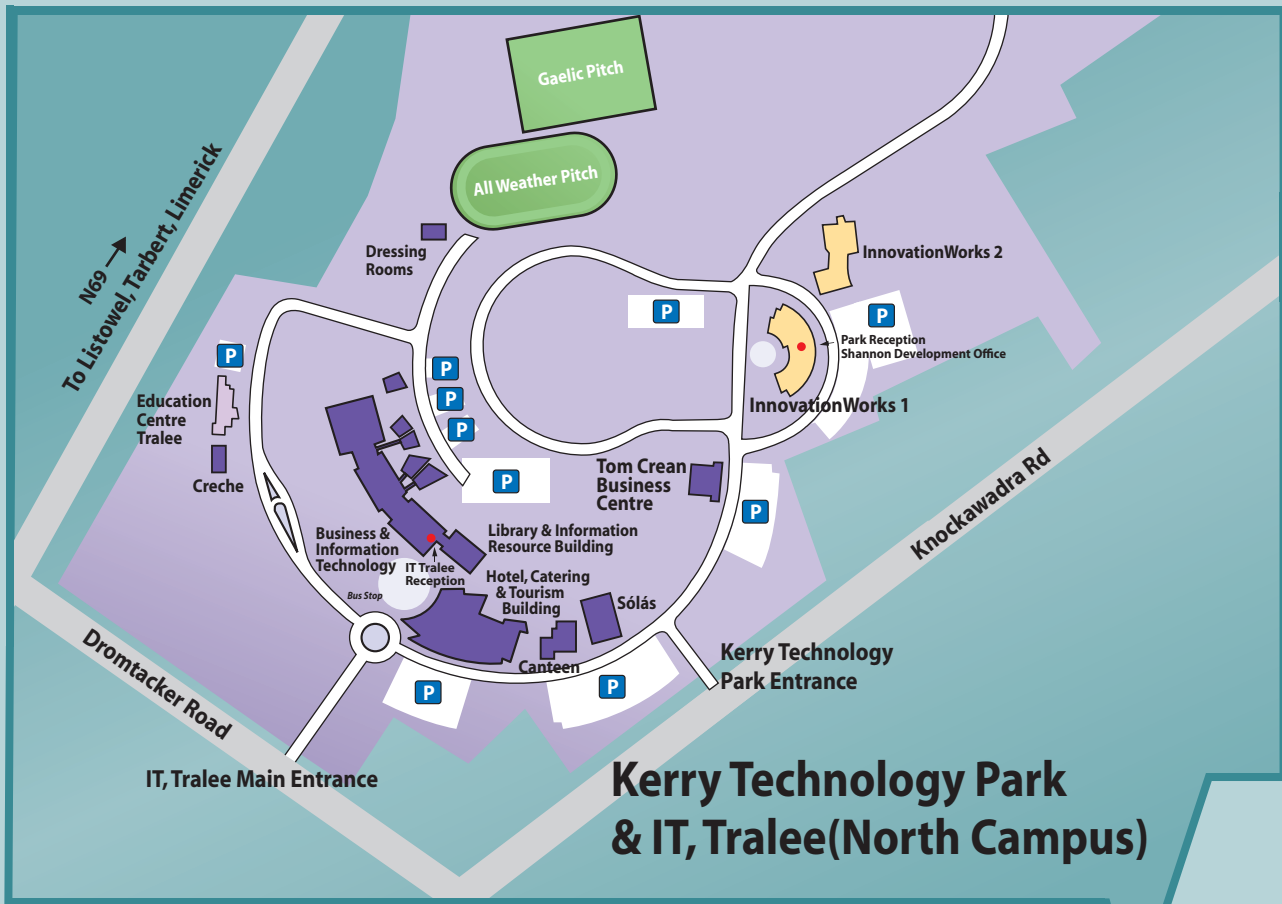 Gaelic Pitch
All Weather Pitch
N69
To Listowel, Tarbert, Limerick
Dressing
Rooms
InnovationWorks 2
P
P
Park Reception
Shannon Development Office
InnovationWorks 1
P
Education
Centre
Tralee
Creche
P
P
P
P
Tom Crean
Business
Centre
P
Knockawadra Rd
Business &
Information
Technology
IT Tralee
Reception
Library & Information
Resource Building
Hotel, Catering
& Tourism
Building
Bus Stop
Sólás
Canteen
Dromtacker Road
P
P
Kerry Technology
Park Entrance
IT, Tralee Main Entrance
Kerry Technology Park
& IT, Tralee(North Campus)